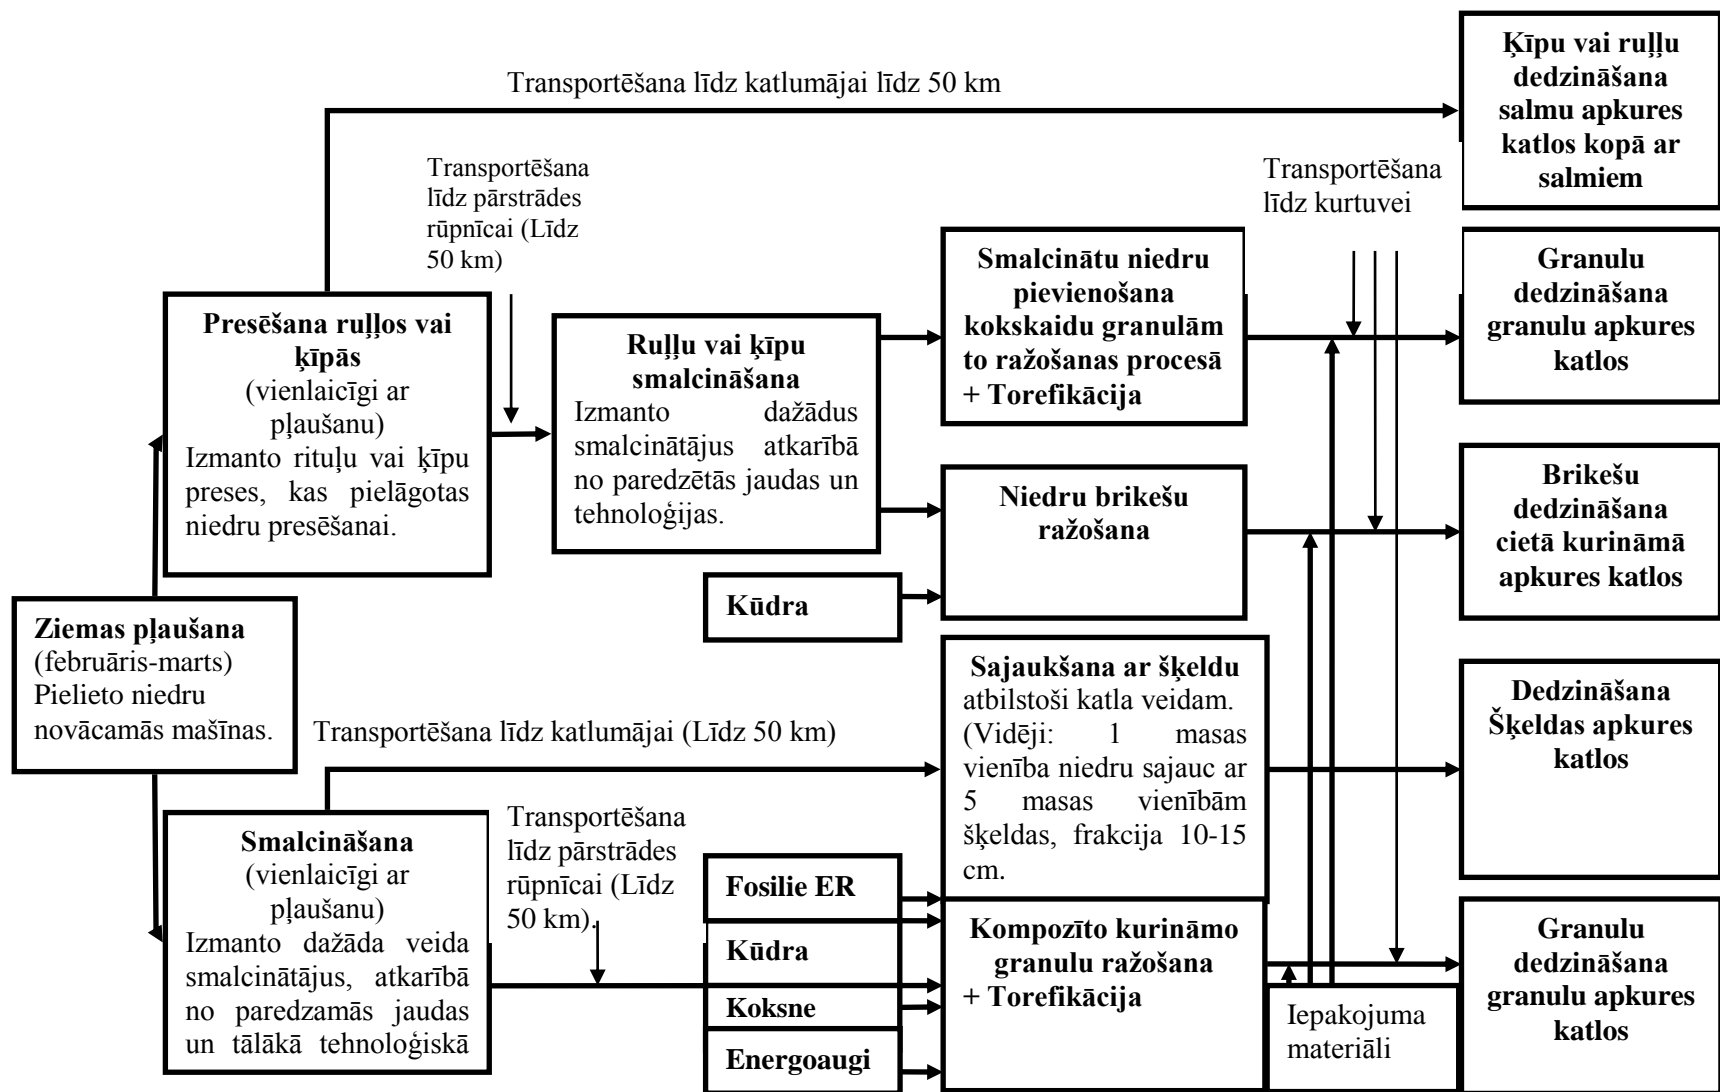 Ķīpu vai ruļļu
dedzināšana
salmu apkures
katlos kopā ar
salmiem
Transportēšana līdz katlumājai līdz 50 km
Transportēšana
līdz pārstrādes
rūpnīcai (Līdz
50 km)
Transportēšana
līdz kurtuvei
Presēšana ruļļos vai
ķīpās
(vienlaicīgi ar
pļaušanu)
Izmanto rituļu vai ķīpu
preses, kas pielāgotas
niedru presēšanai.
Ruļļu vai ķīpu
smalcināšana
Izmanto dažādus
smalcinātājus atkarībā
no paredzētās jaudas un
tehnoloģijas.
Smalcinātu niedru
pievienošana
kokskaidu granulām
to ražošanas procesā
+ Torefikācija
Granulu
dedzināšana
granulu apkures
katlos
Niedru brikešu
ražošana
Brikešu
dedzināšana
cietā kurināmā
apkures katlos
Kūdra
Ziemas pļaušana
(februāris-marts)
Pielieto niedru
novācamās mašīnas.
Transportēšana līdz katlumājai (Līdz 50 km)
Sajaukšana ar šķeldu
atbilstoši katla veidam.
(Vidēji: 1 masas
vienība niedru sajauc ar
5 masas vienībām
šķeldas, frakcija 10-15
cm.
Dedzināšana
Šķeldas apkures
katlos
Smalcināšana
(vienlaicīgi ar
pļaušanu)
Izmanto dažāda veida
smalcinātājus, atkarībā
no paredzamās jaudas
un tālākā tehnoloģiskā
Transportēšana
līdz pārstrādes
rūpnīcai (Līdz
50 km).
Fosilie ER
Kūdra
Koksne
Energoaugi
Kompozīto kurināmo
granulu ražošana
+ Torefikācija
Iepakojuma
materiāli
Granulu
dedzināšana
granulu apkures
katlos